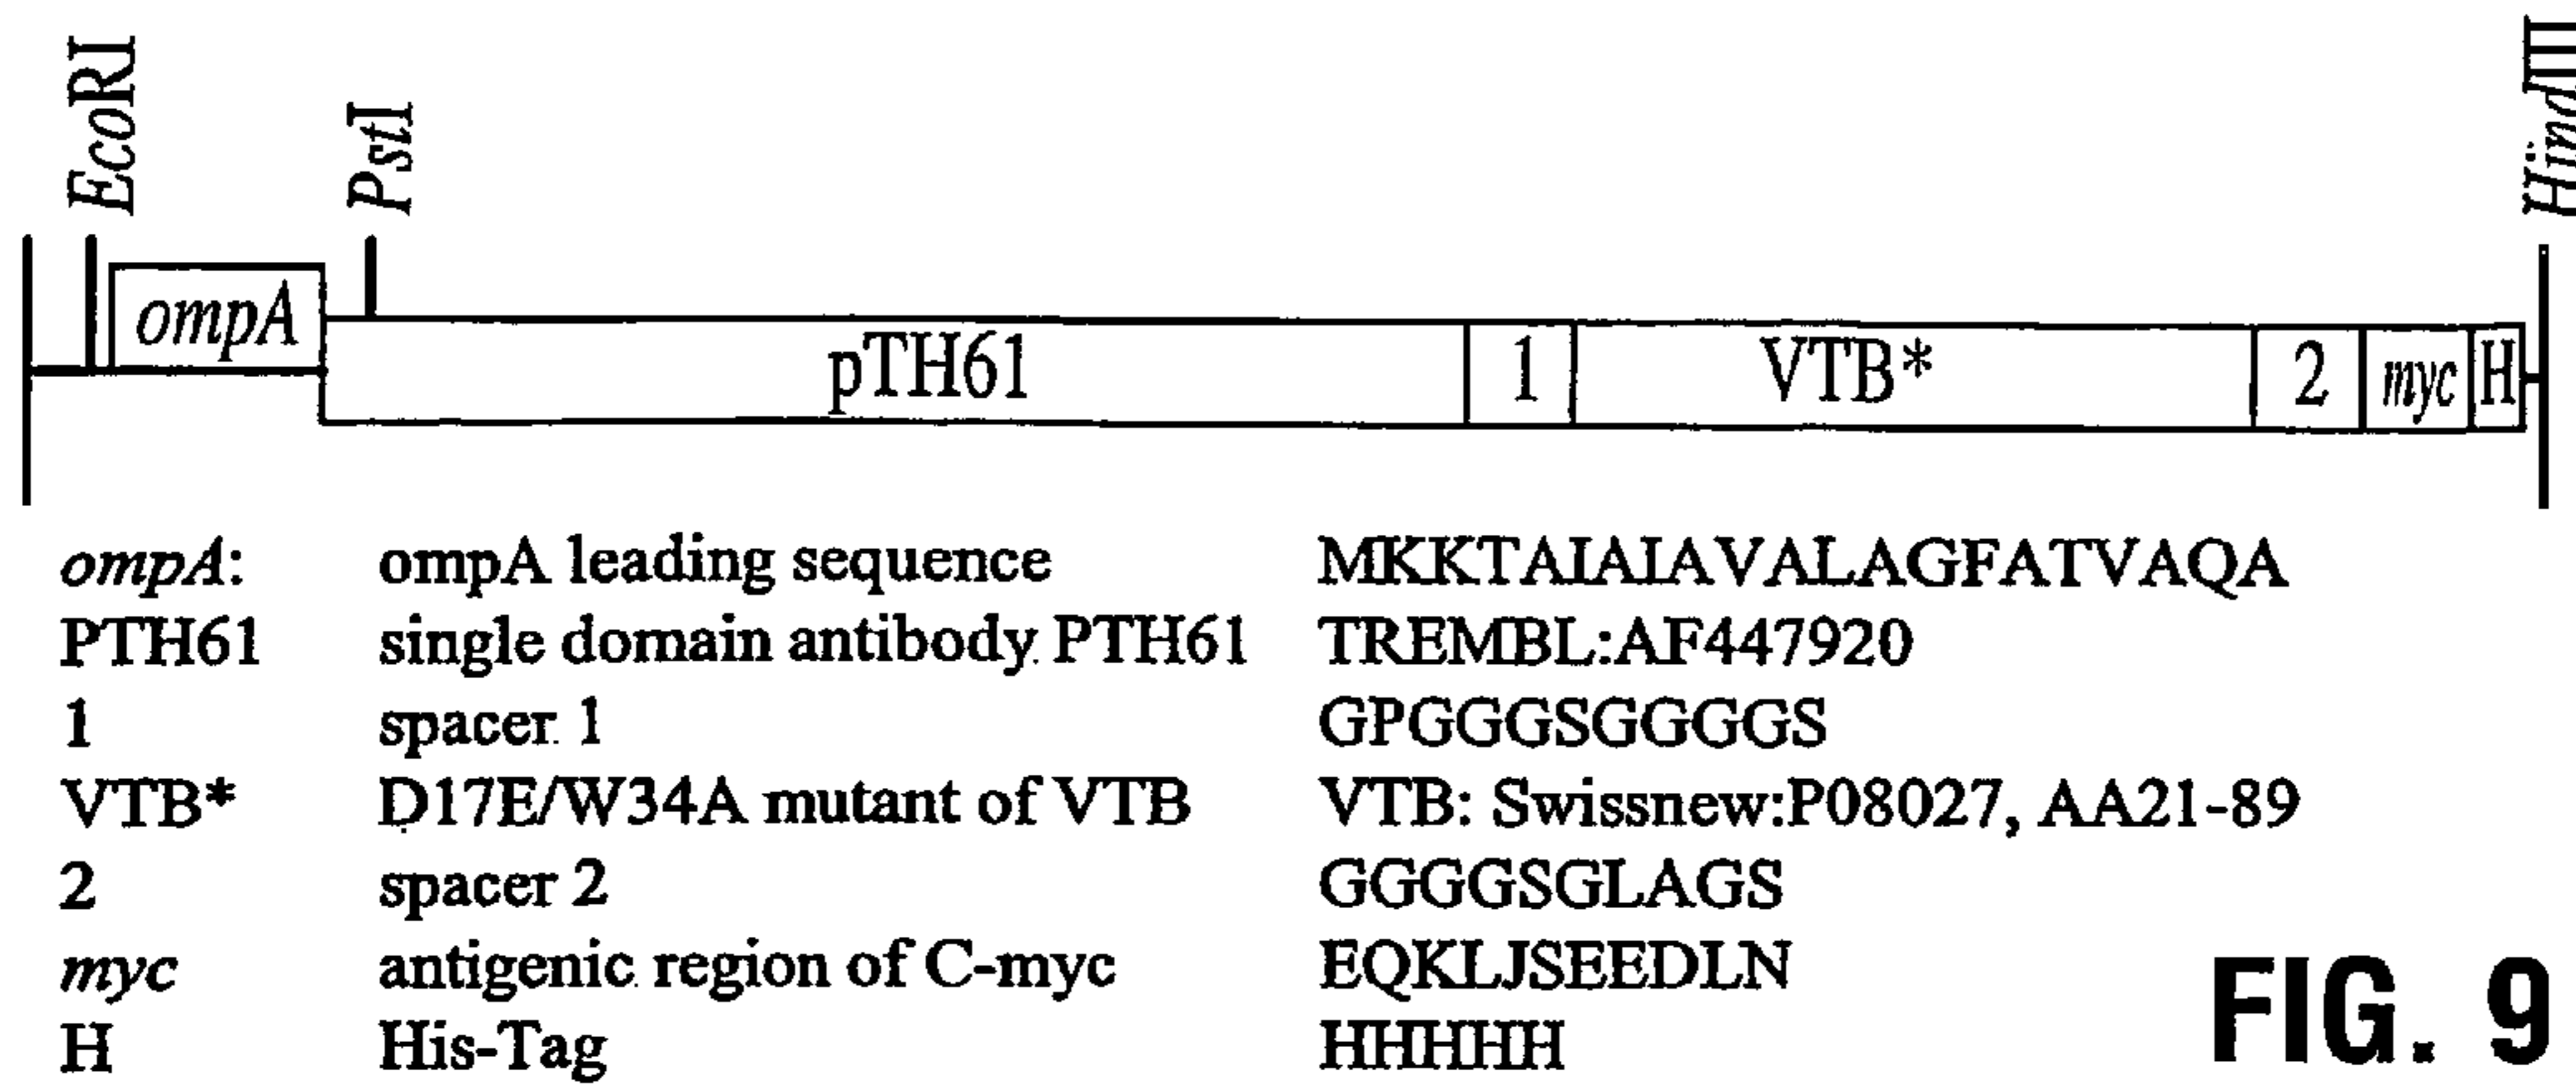 EcoRI
PstI
HindIII
ompA
pTH61
1
VTB*
2
myc
H
ompA: ompA leading sequence MKKTAIAIAVALAGFATVAQA
PTH61 single domain antibody PTH61 TREMBL:AF447920
1 spacer 1 GPGGGSGGGGS
VTB* D17E/W34A mutant of VTB VTB: Swissnew:P08027, AA21-89
2 spacer 2 GGGGSGLAGS
myc antigenic region of C-myc EQKLJSEEDLN
H His-Tag HHHHH
FIG. 9